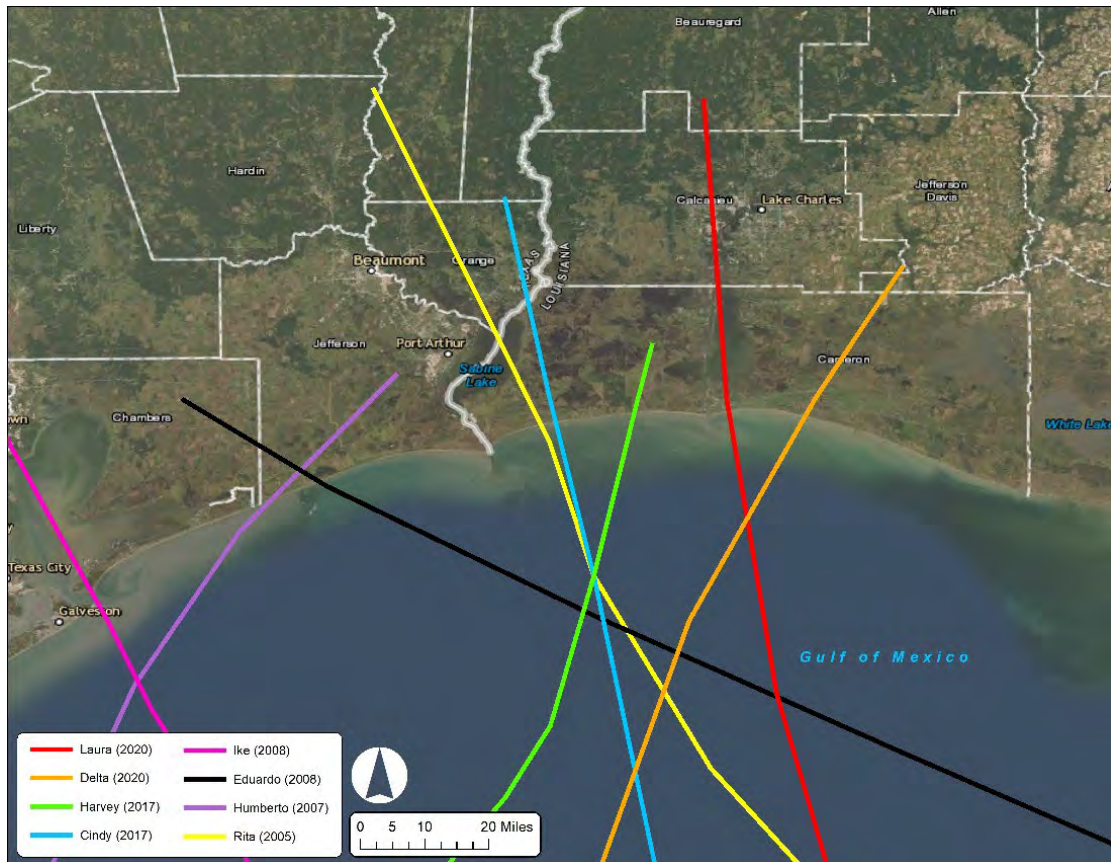 Beauregard
Allen
Hardin
Jefferson
Davis
Calcasieu
Lake Charles
Liberty
Beaumont
Orange
LOUISIANA
Jefferson
Port Arthur
Cameron
Sabine
Lake
Chambers
White Lake
Texas City
Galveston
Gulf of Mexico
Laura (2020)
Ike (2008)
Delta (2020)
Eduardo (2008)
Harvey (2017)
Humberto (2007)
Cindy (2017)
Rita (2005)
0 5 10 20 Miles